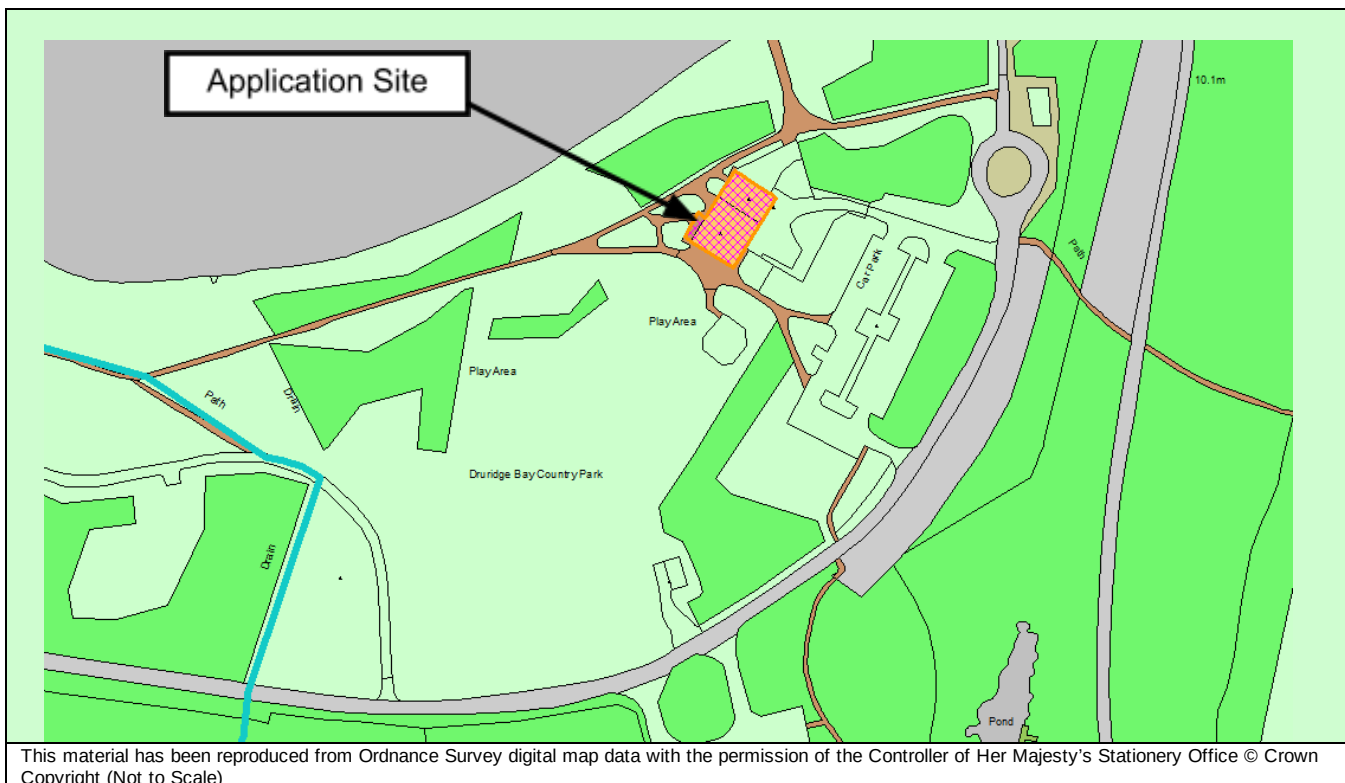 Application Site
10.1m
Path
Car Park
Play Area
Play Area
Path
Drain
Druridge Bay Country Park
Drain
Pond
This material has been reproduced from Ordnance Survey digital map data with the permission of the Controller of Her Majesty's Stationery Office © Crown
Copyright (Not to Scale)